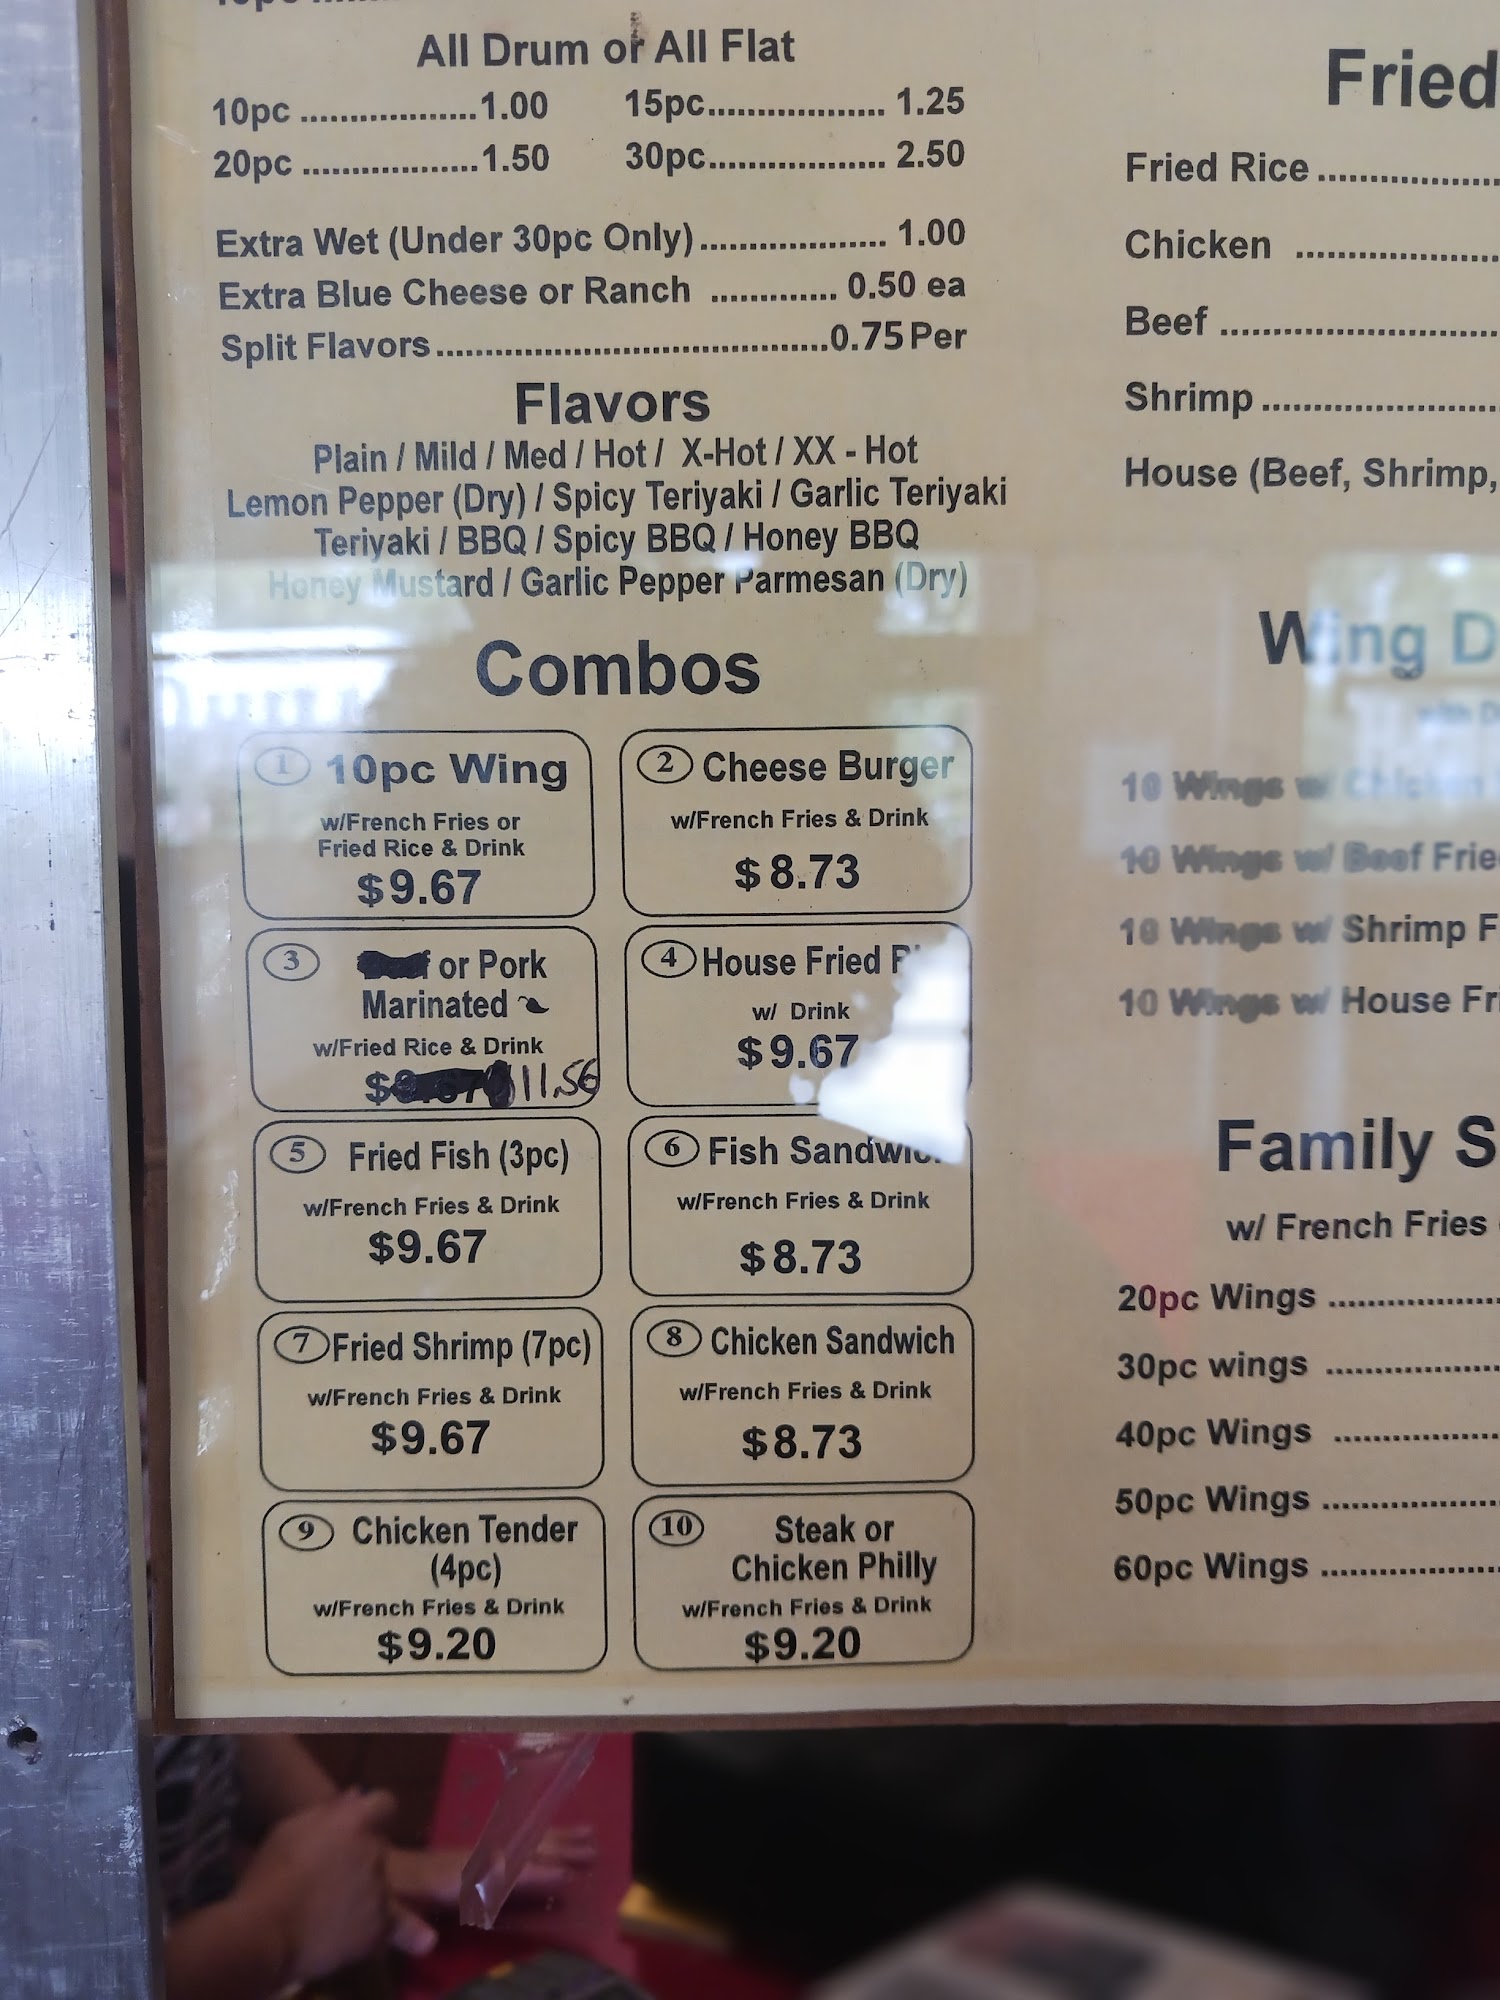 All Drum or All Flat
10pc ..................1.00 15pc.................. 1.25
20pc ..................1.50 30pc.................. 2.50
Extra Wet (Under 30pc Only)................... 1.00
Extra Blue Cheese or Ranch ............. 0.50 ea
Split Flavors.......................................0.75 Per
Flavors
Plain / Mild / Med / Hot / X-Hot / XX - Hot
Lemon Pepper (Dry) / Spicy Teriyaki / Garlic Teriyaki
Teriyaki / BBQ / Spicy BBQ / Honey BBQ
Honey Mustard / Garlic Pepper Parmesan (Dry)
Combos
1 10pc Wing
w/French Fries or
Fried Rice & Drink
$9.67
2 Cheese Burger
w/French Fries & Drink
$8.73
3 or Pork
Marinated
w/Fried Rice & Drink
$ 11.56
4 House Fried
w/ Drink
$9.67
5 Fried Fish (3pc)
w/French Fries & Drink
$9.67
6 Fish
w/French Fries & Drink
$8.73
7 Fried Shrimp (7pc)
w/French Fries & Drink
$9.67
8 Chicken Sandwich
w/French Fries & Drink
$8.73
9 Chicken Tender
(4pc)
w/French Fries & Drink
$9.20
10 Steak or
Chicken Philly
w/French Fries & Drink
$9.20
Fried
Fried Rice ..................
Chicken ....................
Beef ...........................
Shrimp .......................
House (Beef, Shrimp,
Wing D
10 Wings w/ Chicken
10 Wings w/ Beef Frie
10 Wings w/ Shrimp F
10 Wings w/ House Fri
Family S
w/ French Fries
20pc Wings .................
30pc wings .................
40pc Wings ................
50pc Wings .................
60pc Wings .................